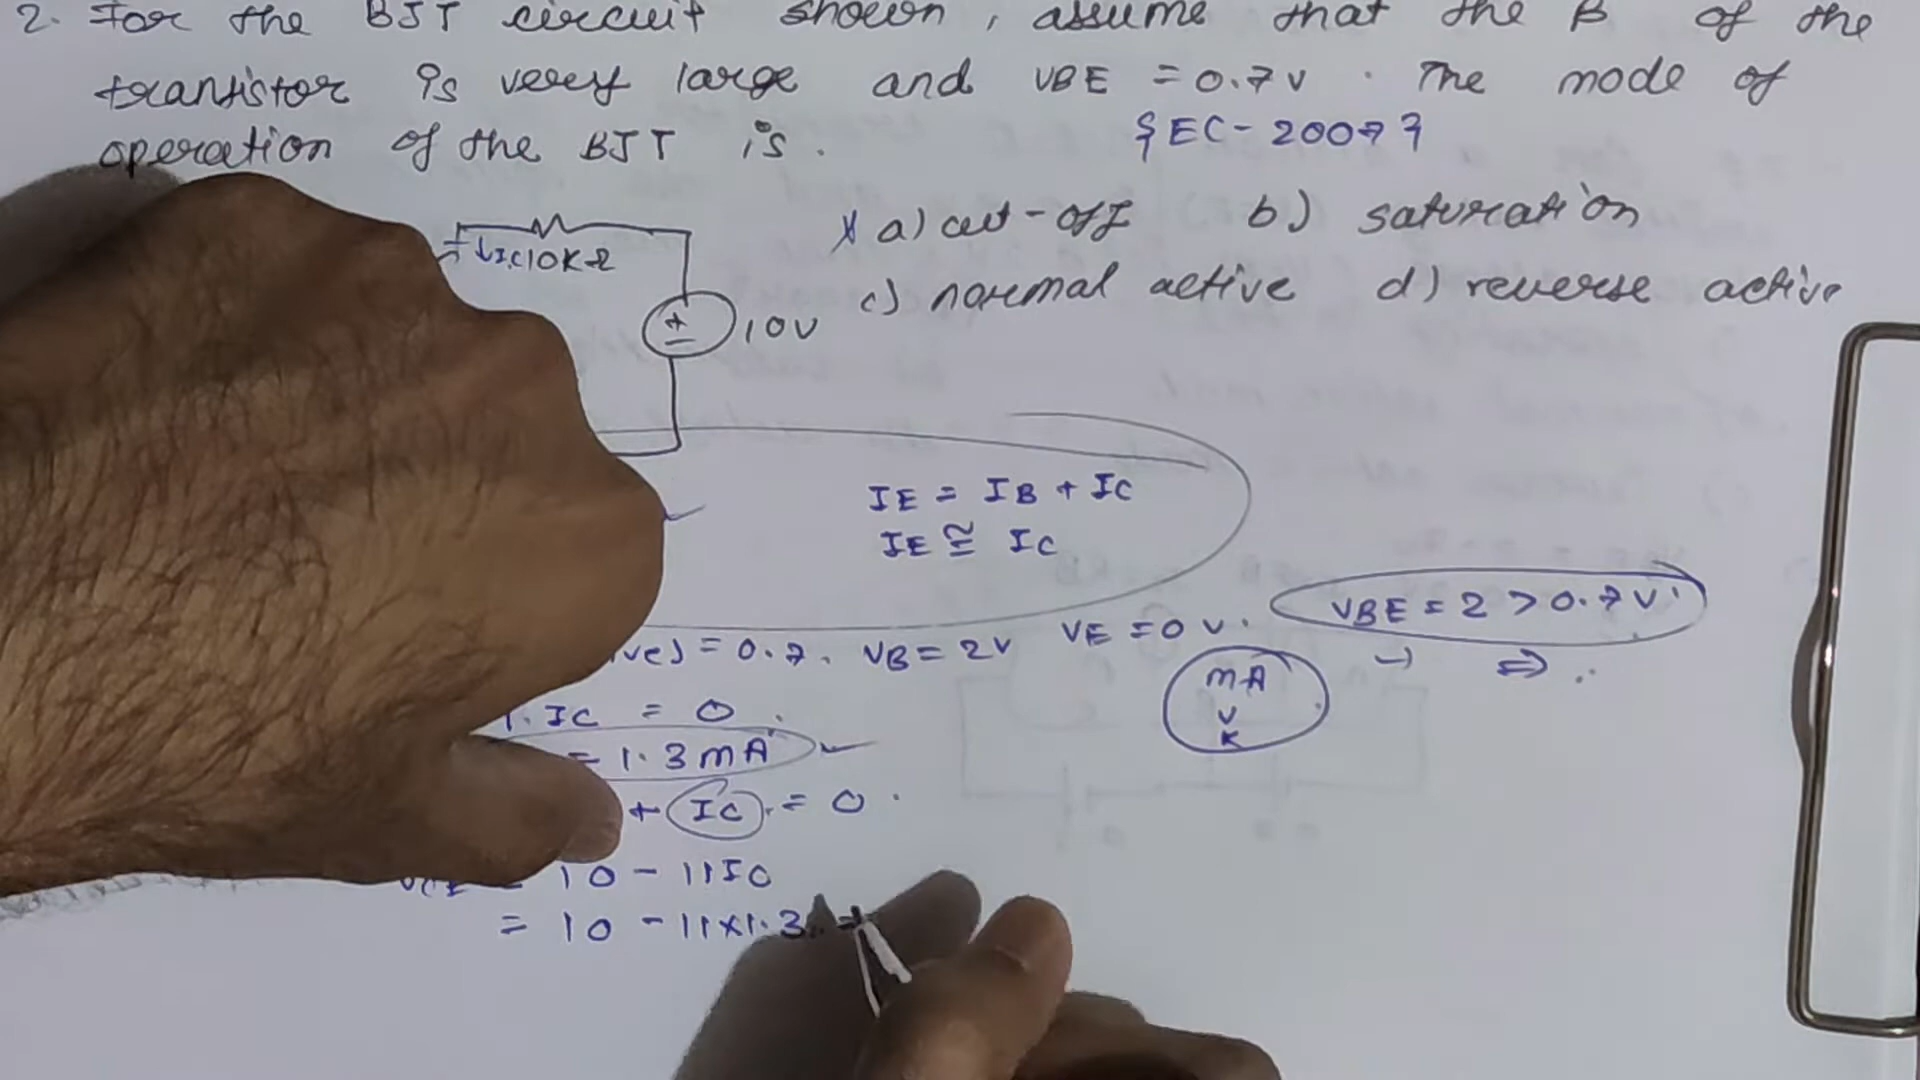 2. For the BJT circuit shown, assume that the β of the
transistor is very large and VBE = 0.7V. The mode of
operation of the BJT is.
{EC-2007}
X a) cut-off b.) saturation
c) normal active d) reverse active
↓IC 10KΩ
+
−
10V
IE = IB + IC
IE ≅ IC
VBE = 2 > 0.7V
= 0.7. VB = 2V VE = 0V.
mA
V
K
→ ⇒ .
1. IC = 0.
= 1.3mA
+ IC. = 0.
= 10 - 11IC
= 10 - 11x1.3